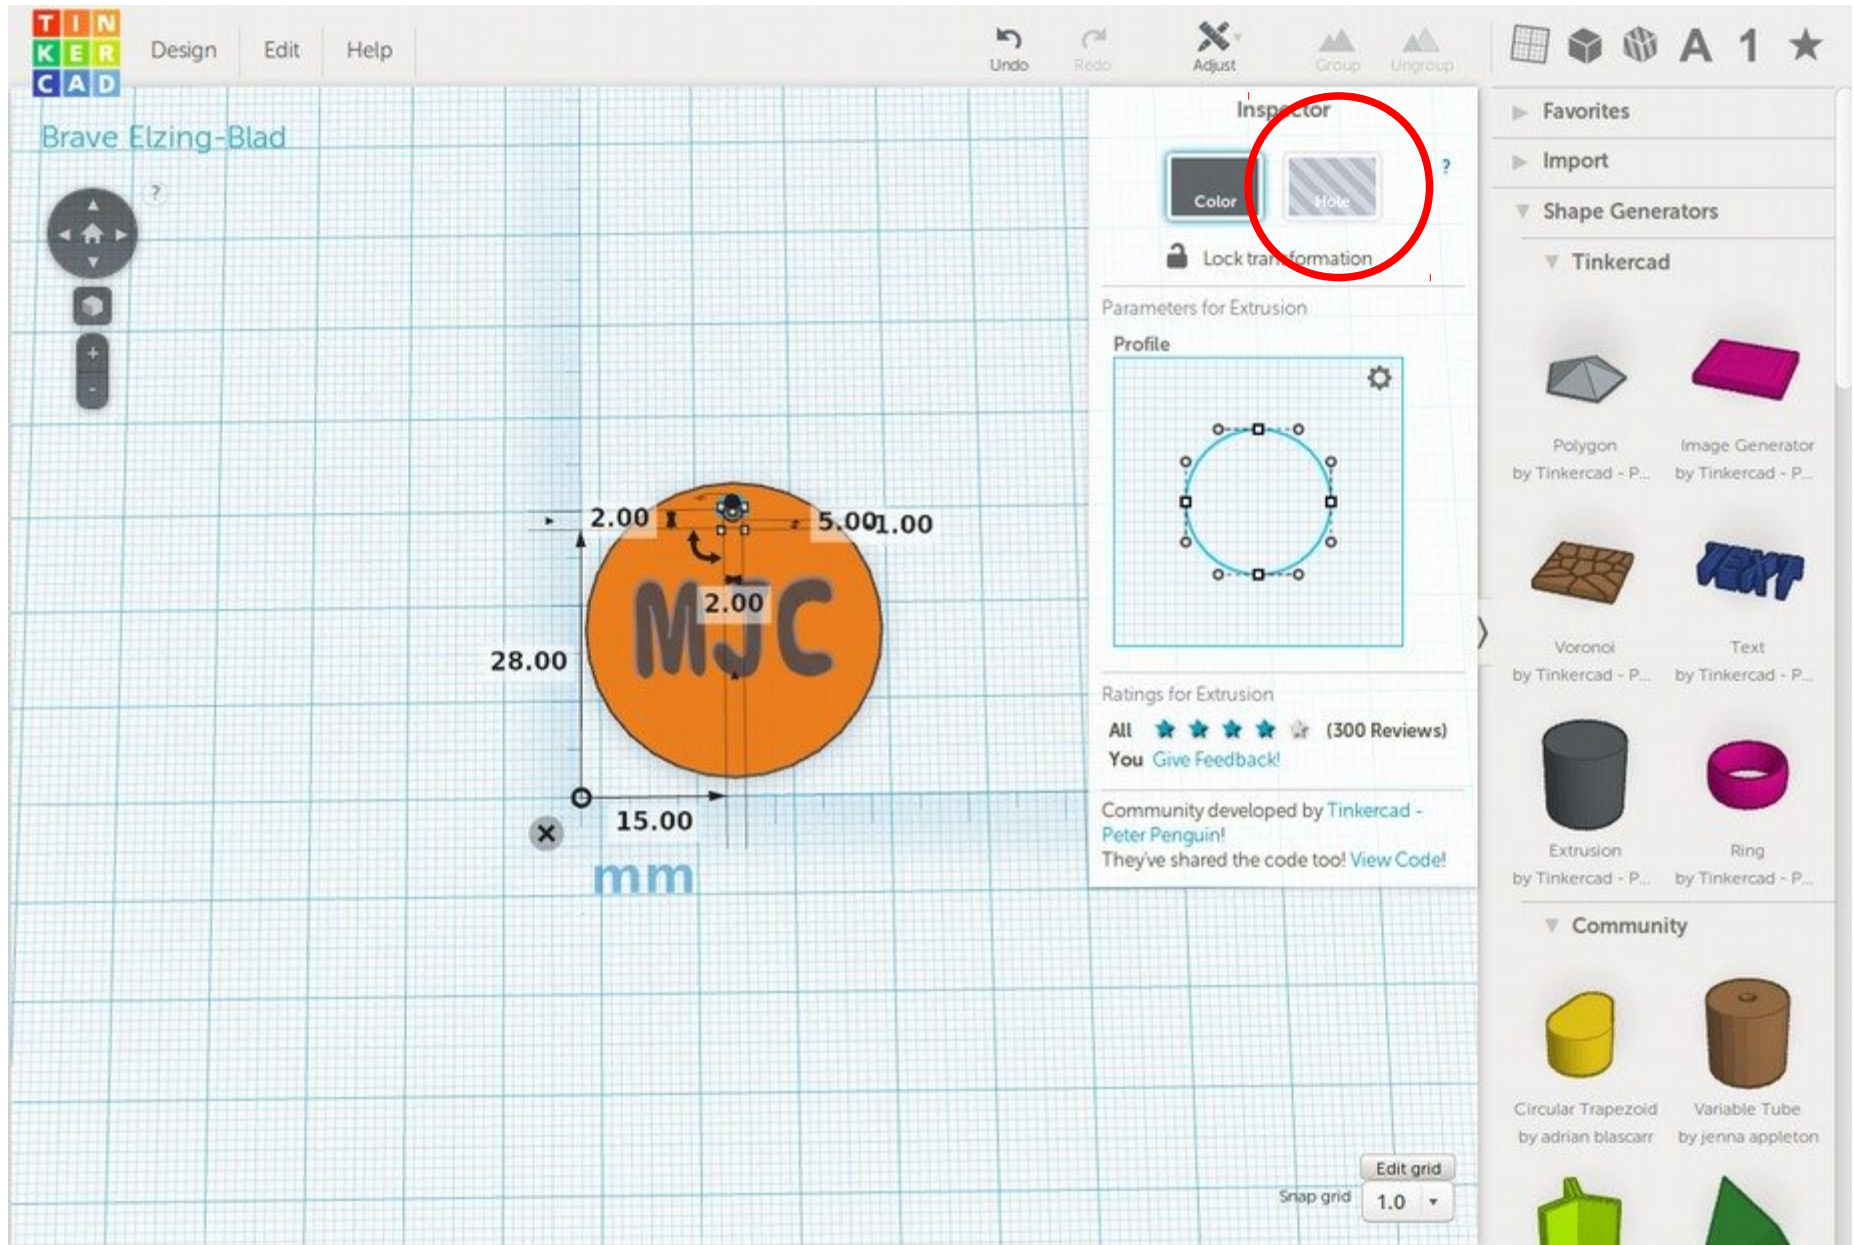 TIN
KER
CAD
Design
Edit
Help
Undo
Redo
Adjust
Group
Ungroup
A
1
Brave Elzing-Blad
?
+
-
Inspector
Color
Hole
?
Lock transformation
Parameters for Extrusion
Profile
Ratings for Extrusion
All (300 Reviews)
You Give Feedback!
Community developed by Tinkercad -
Peter Penguin!
They've shared the code too! View Code!
2.00
5.00
1.00
MJC
2.00
28.00
15.00
mm
Edit grid
Snap grid 1.0
Favorites
Import
Shape Generators
Tinkercad
Polygon
by Tinkercad - P...
Image Generator
by Tinkercad - P...
TEXT
Voronoi
by Tinkercad - P...
Text
by Tinkercad - P...
Extrusion
by Tinkercad - P...
Ring
by Tinkercad - P...
Community
Circular Trapezoid
by adrian blascarr
Variable Tube
by jenna appleton